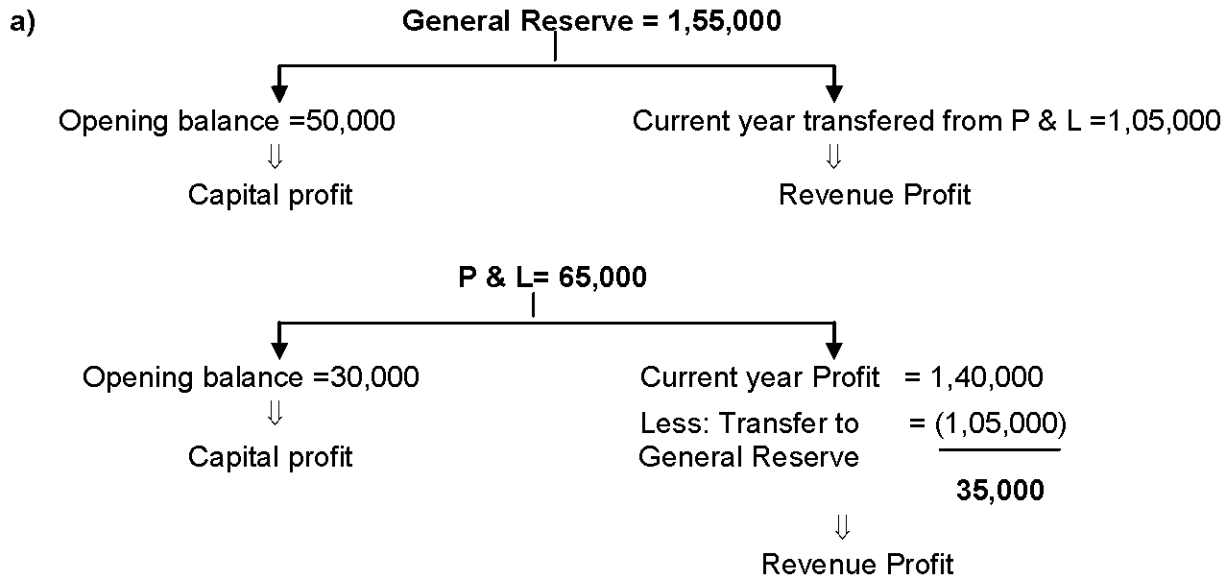 a) General Reserve = 1,55,000
Opening balance =50,000 Current year transfered from P & L =1,05,000
⇓ ⇓
Capital profit Revenue Profit
P & L= 65,000
Opening balance =30,000 Current year Profit = 1,40,000
⇓ Less: Transfer to = (1,05,000)
Capital profit General Reserve
35,000
⇓
Revenue Profit